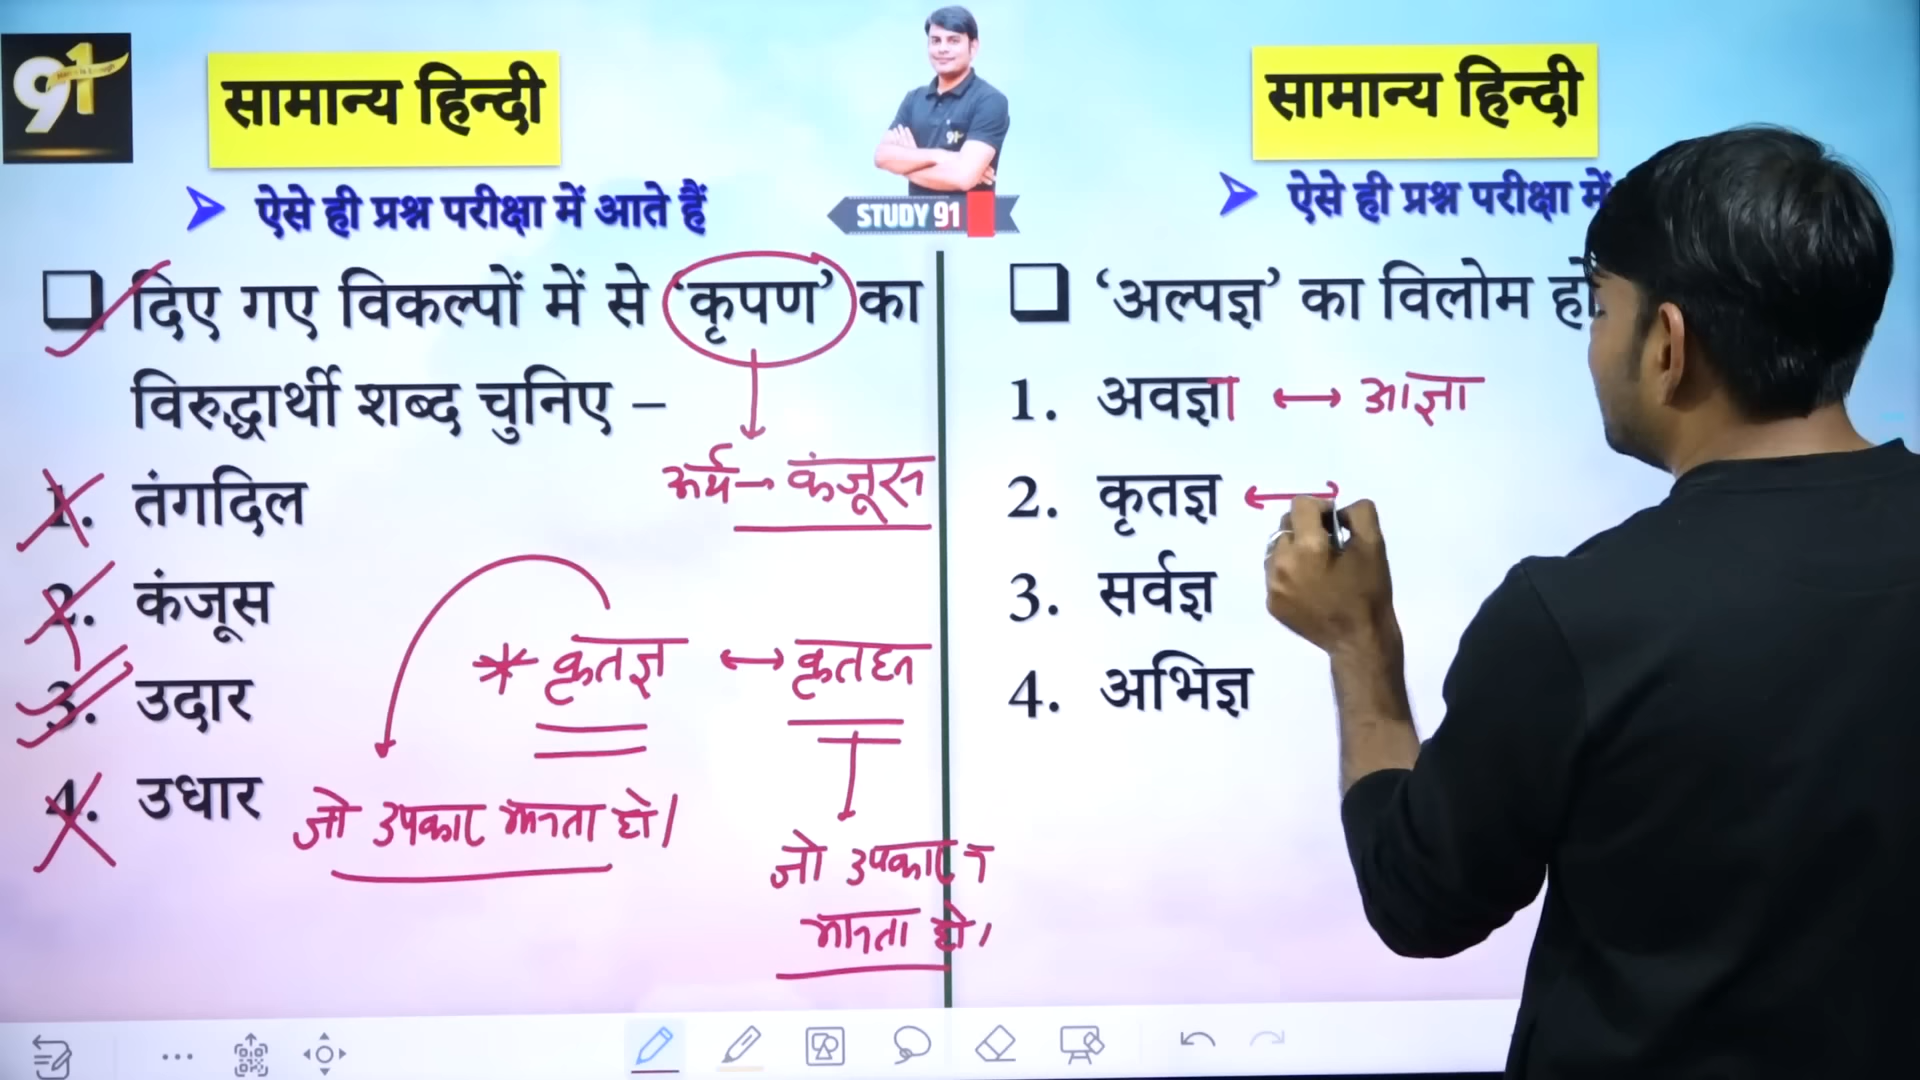 91
सामान्य हिन्दी
ऐसे ही प्रश्न परीक्षा में आते हैं
दिए गए विकल्पों में से ‘कृपण’ का
विरुद्धार्थी शब्द चुनिए –
अर्थ → कंजूस
1. तंगदिल
2. कंजूस
3. उदार
4. उधार
* कृतज्ञ ↔ कृतघ्न
जो उपकार मानता हो।
जो उपकार न
मानता हो।
91
STUDY 91
सामान्य हिन्दी
ऐसे ही प्रश्न परीक्षा में
‘अल्पज्ञ’ का विलोम हो
1. अवज्ञा ↔ आज्ञा
2. कृतज्ञ ↔
3. सर्वज्ञ
4. अभिज्ञ